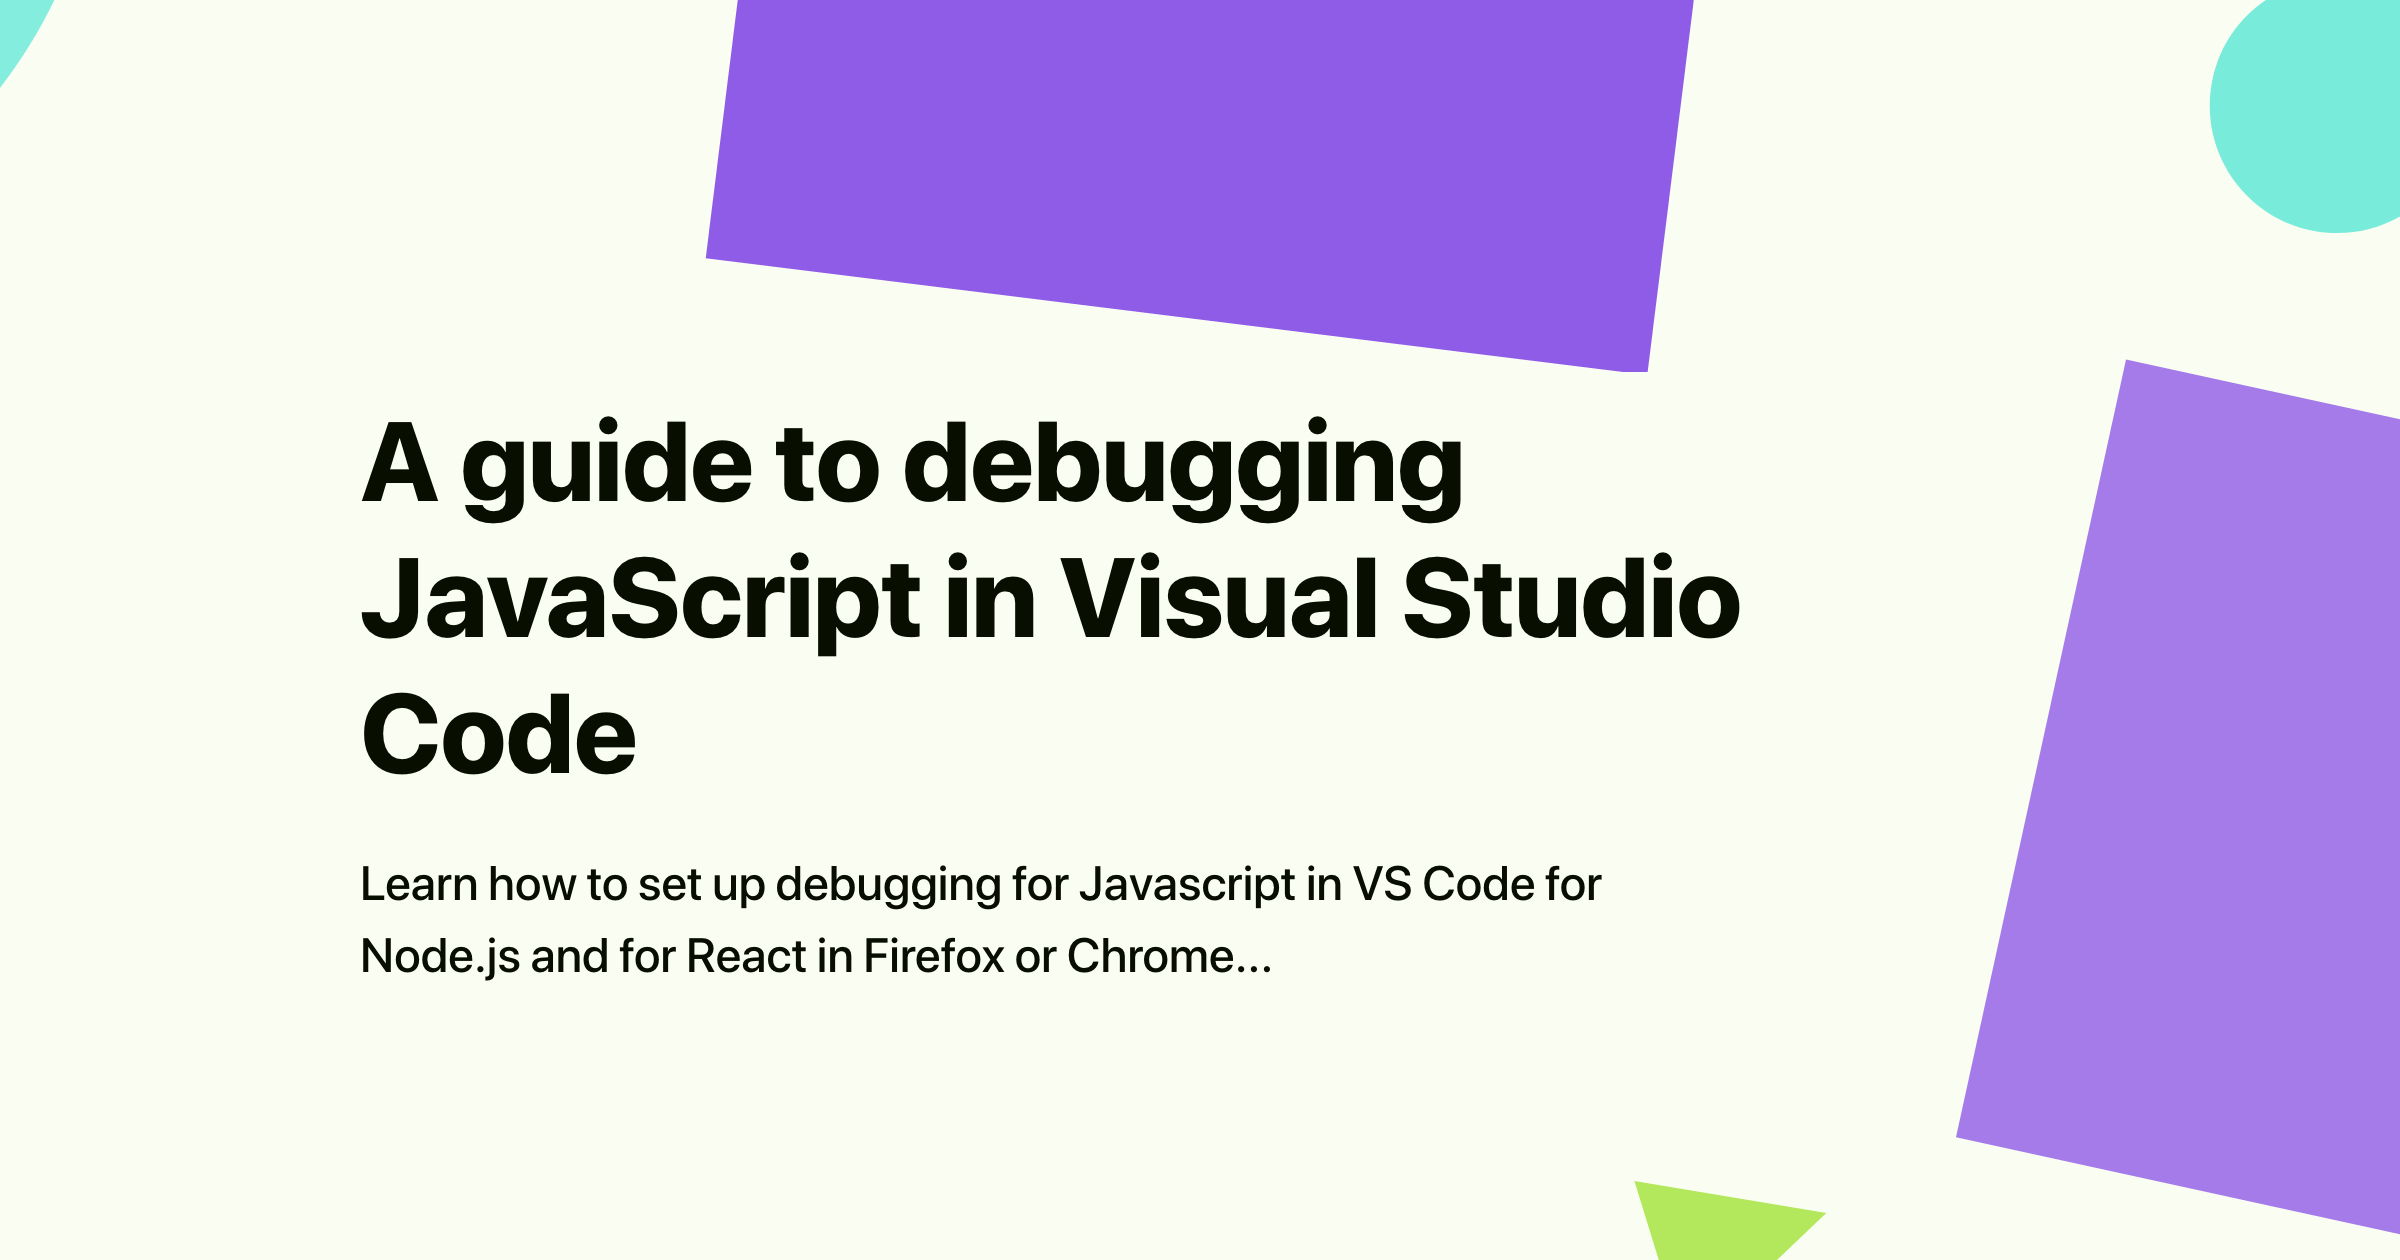 A guide to debugging
JavaScript in Visual Studio
Code
Learn how to set up debugging for Javascript in VS Code for
Node.js and for React in Firefox or Chrome...